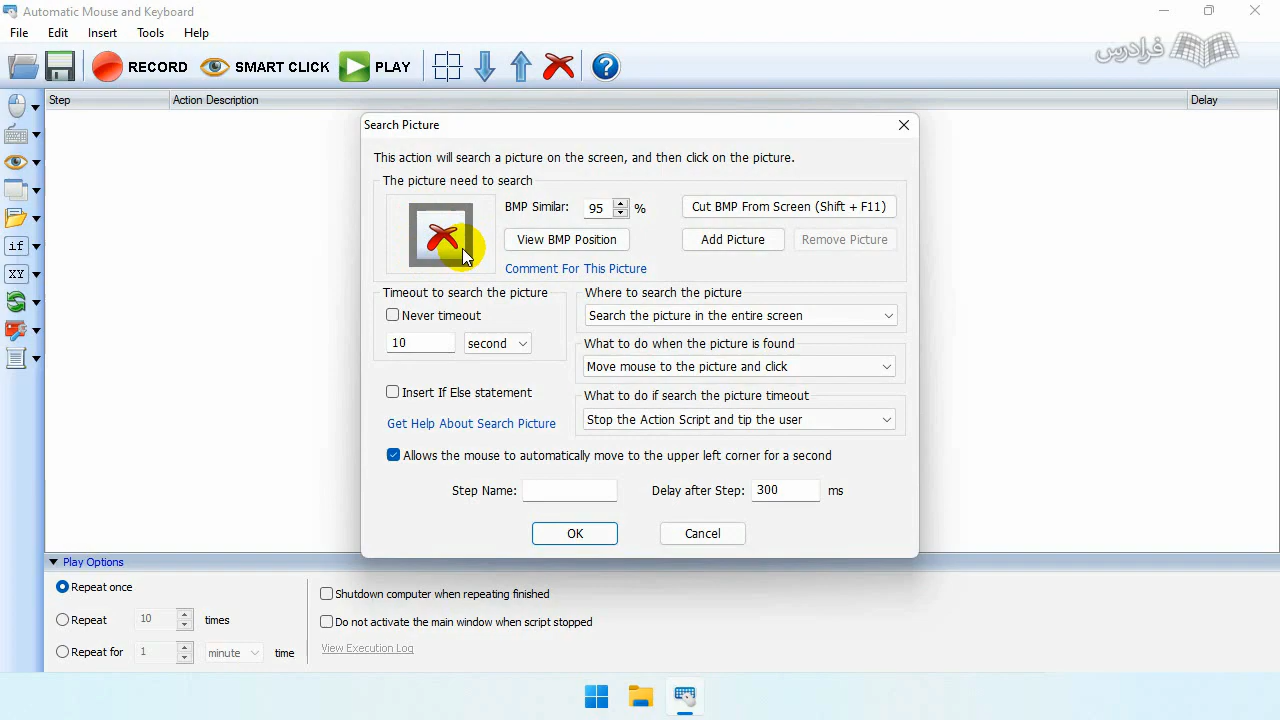 Automatic Mouse and Keyboard
فرادرس
File Edit Insert Tools Help
RECORD SMART CLICK PLAY
Step Action Description Delay
Search Picture
This action will search a picture on the screen, and then click on the picture.
The picture need to search
BMP Similar: 95 % Cut BMP From Screen (Shift + F11)
View BMP Position Add Picture Remove Picture
Comment For This Picture
Timeout to search the picture
Never timeout
10 second
Where to search the picture
Search the picture in the entire screen
What to do when the picture is found
Move mouse to the picture and click
Insert If Else statement
What to do if search the picture timeout
Stop the Action Script and tip the user
Get Help About Search Picture
Allows the mouse to automatically move to the upper left corner for a second
Step Name: Delay after Step: 300 ms
OK Cancel
if
XY
Play Options
Repeat once
Repeat 10 times
Repeat for 1 minute time
Shutdown computer when repeating finished
Do not activate the main window when script stopped
View Execution Log